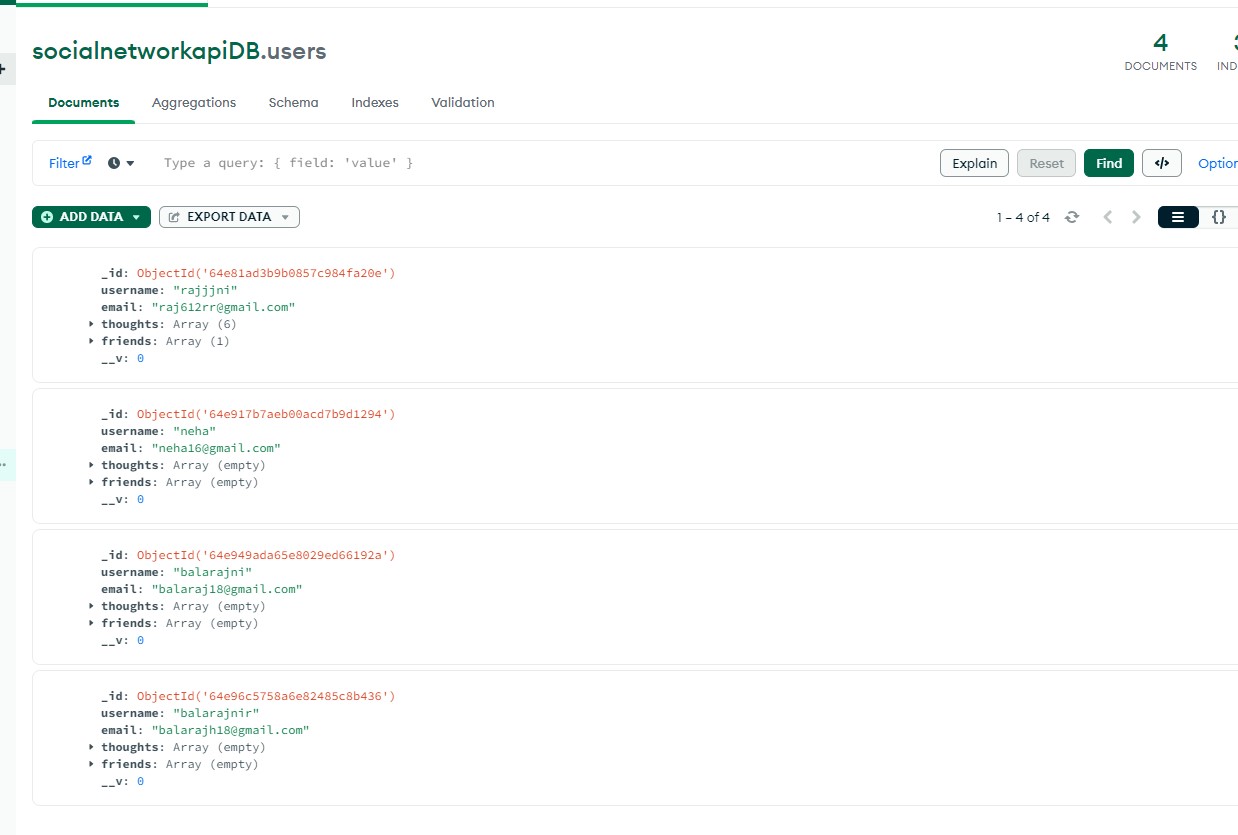 socialnetworkapiDB.users
4
DOCUMENTS IND
Documents Aggregations Schema Indexes Validation
Filter Type a query: { field: 'value' } Explain Reset Find </> Option
ADD DATA EXPORT DATA 1 – 4 of 4 {}
_id: ObjectId('64e81ad3b9b0857c984fa20e')
username: "rajjjni"
email: "raj612rr@gmail.com"
thoughts: Array (6)
friends: Array (1)
__v: 0
_id: ObjectId('64e917b7aeb00acd7b9d1294')
username: "neha"
email: "neha16@gmail.com"
thoughts: Array (empty)
friends: Array (empty)
__v: 0
_id: ObjectId('64e949ada65e8029ed66192a')
username: "balarajni"
email: "balaraj18@gmail.com"
thoughts: Array (empty)
friends: Array (empty)
__v: 0
_id: ObjectId('64e96c5758a6e82485c8b436')
username: "balarajnir"
email: "balarajh18@gmail.com"
thoughts: Array (empty)
friends: Array (empty)
__v: 0